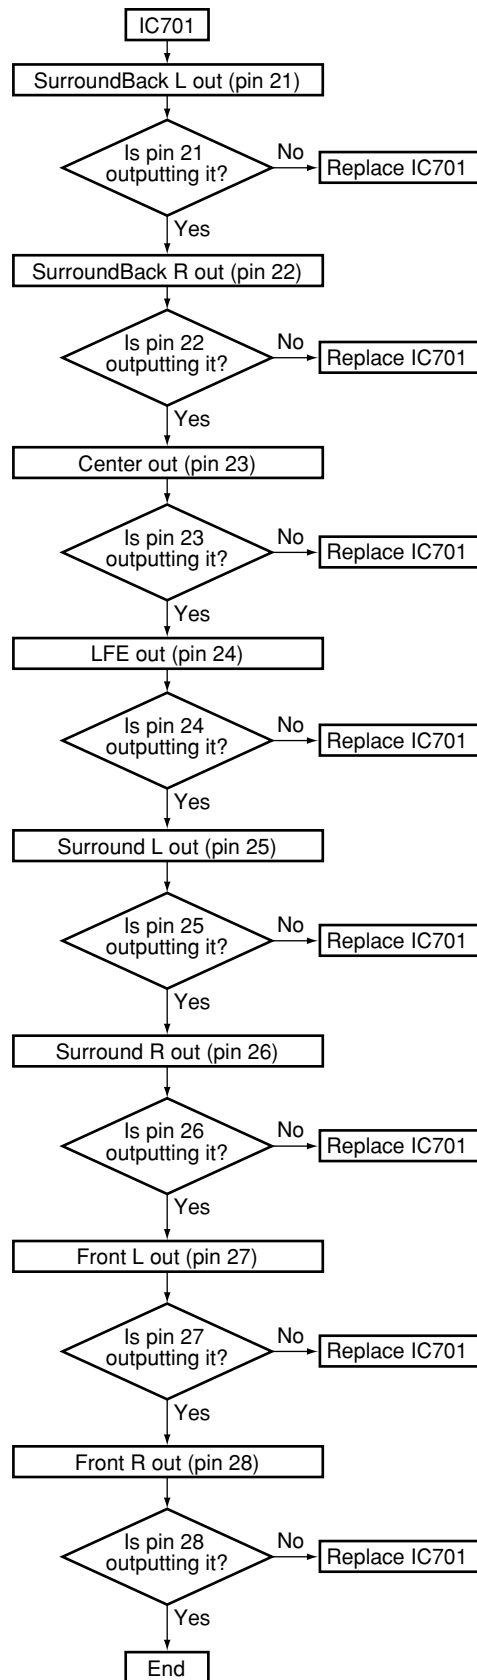 IC701
SurroundBack L out (pin 21)
Is pin 21
outputting it?
No
Replace IC701
Yes
SurroundBack R out (pin 22)
Is pin 22
outputting it?
No
Replace IC701
Yes
Center out (pin 23)
Is pin 23
outputting it?
No
Replace IC701
Yes
LFE out (pin 24)
Is pin 24
outputting it?
No
Replace IC701
Yes
Surround L out (pin 25)
Is pin 25
outputting it?
No
Replace IC701
Yes
Surround R out (pin 26)
Is pin 26
outputting it?
No
Replace IC701
Yes
Front L out (pin 27)
Is pin 27
outputting it?
No
Replace IC701
Yes
Front R out (pin 28)
Is pin 28
outputting it?
No
Replace IC701
Yes
End